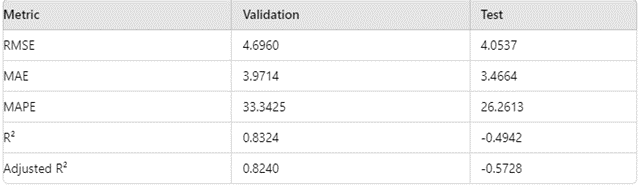 Metric Validation Test
RMSE 4.6960 4.0537
MAE 3.9714 3.4664
MAPE 33.3425 26.2613
R² 0.8324 -0.4942
Adjusted R² 0.8240 -0.5728